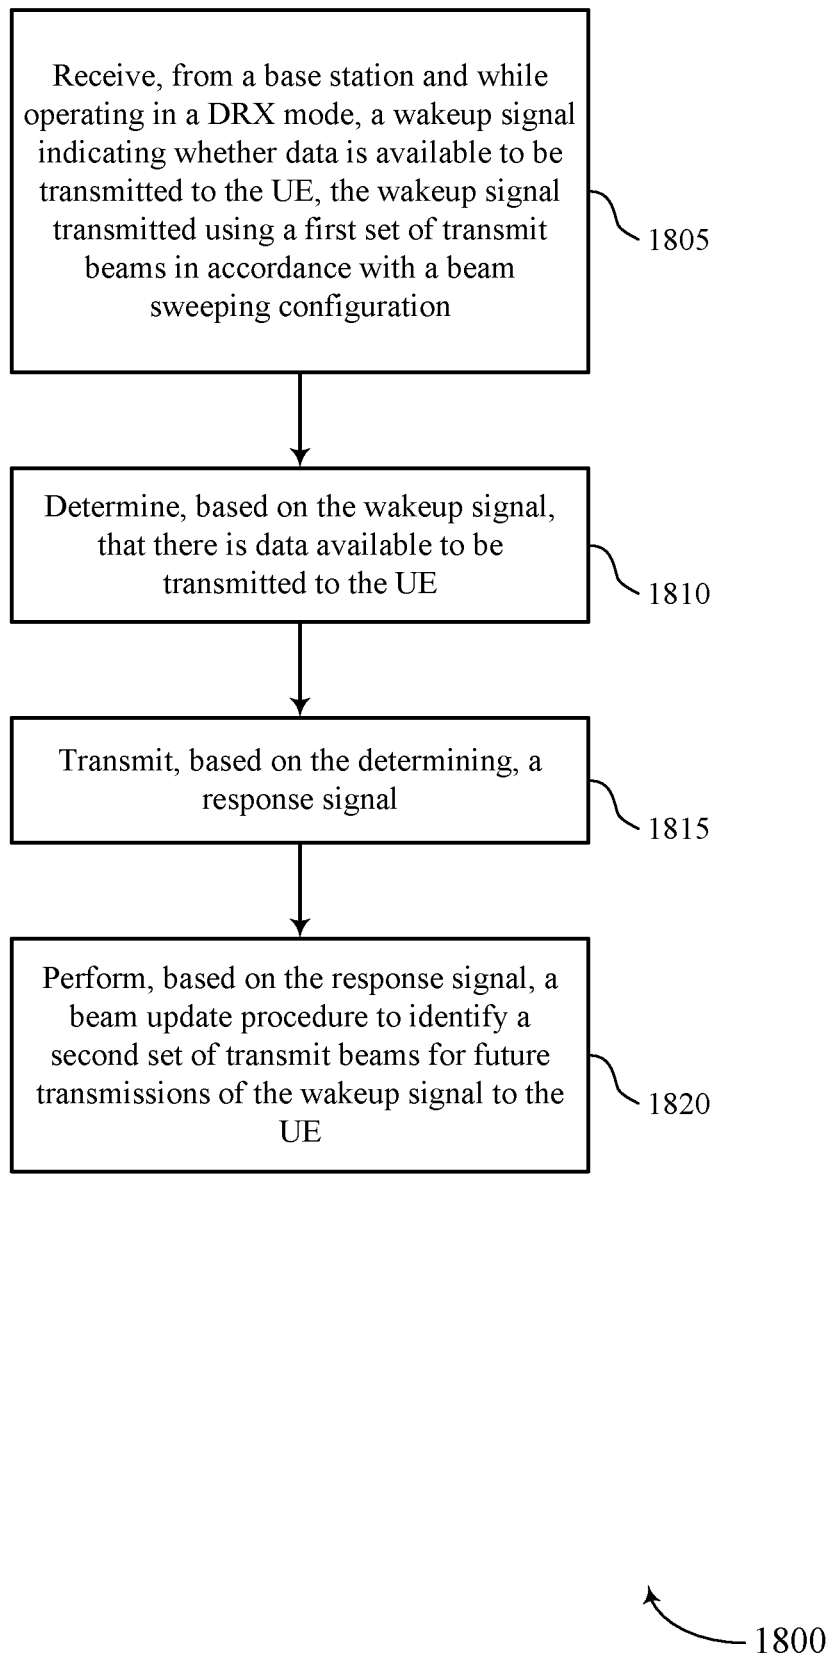 Receive, from a base station and while
operating in a DRX mode, a wakeup signal
indicating whether data is available to be
transmitted to the UE, the wakeup signal
transmitted using a first set of transmit
beams in accordance with a beam
sweeping configuration
1805
Determine, based on the wakeup signal,
that there is data available to be
transmitted to the UE
1810
Transmit, based on the determining, a
response signal
1815
Perform, based on the response signal, a
beam update procedure to identify a
second set of transmit beams for future
transmissions of the wakeup signal to the
UE
1820
1800